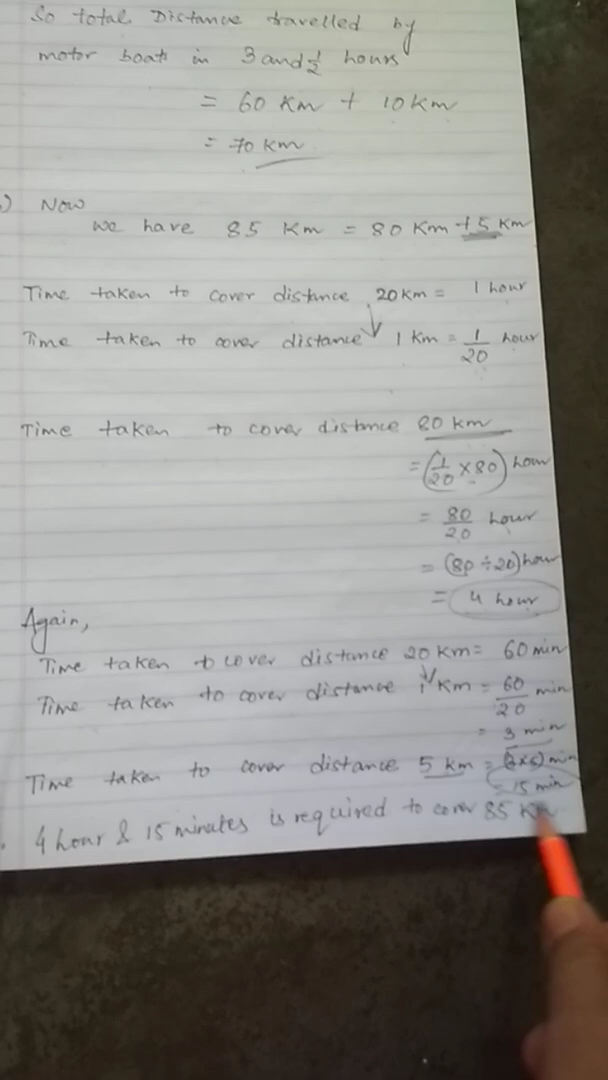 So total Distance travelled by
motor boat in 3 and 1/2 hours
= 60 Km + 10 Km
= 70 Km
) Now
we have 85 Km = 80 Km + 5 Km
Time taken to cover distance 20 Km = 1 hour
Time taken to cover distance 1 Km = 1/20 hour
Time taken to cover distance 80 Km
= (1/20 × 80) hour
= 80/20 hour
= (80 ÷ 20) hour
= 4 hour
Again,
Time taken to cover distance 20 Km = 60 min
Time taken to cover distance 1 Km = 60/20 min
= 3 min
Time taken to cover distance 5 Km = (3×5) min
= 15 min
. 4 hour & 15 minutes is required to cover 85